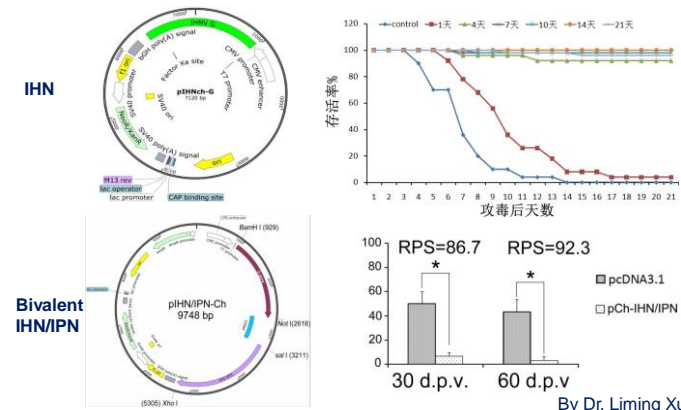 IHN
IHNV G
bGH poly(A) signal
CMV promoter
CMV enhancer
T7 promoter
Factor Xa site
f1 ori
SV40 promoter
SV40 ori
NeoR/KanR
SV40 poly(A) signal
ori
pIHNch-G
7120 bp
M13 rev
lac operator
lac promoter
CAP binding site
control 1天 4天 7天 10天 14天 21天
存活率%
120
100
80
60
40
20
0
1 2 3 4 5 6 7 8 9 10 11 12 13 14 15 16 17 18 19 20 21
攻毒后天数
Bivalent
IHN/IPN
BamH I (929)
pIHN/IPN-Ch
9748 bp
Not I(2618)
sal I (3211)
(5305) Xho I
RPS=86.7 RPS=92.3
* *
100
80
60
40
20
0
pcDNA3.1
pCh-IHN/IPN
30 d.p.v. 60 d.p.v
By Dr. Liming Xu